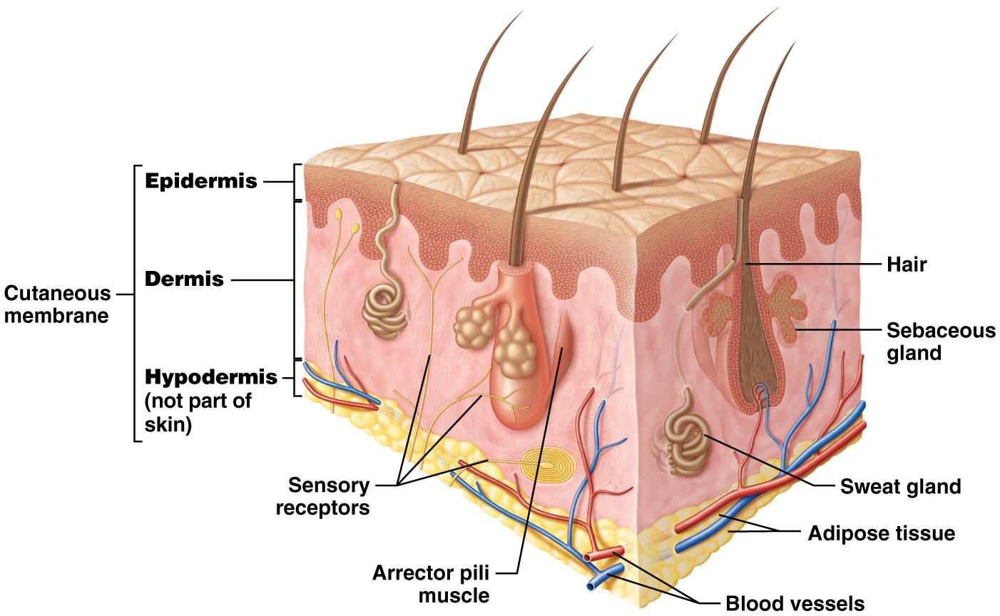 Epidermis
Dermis
Cutaneous
membrane
Hypodermis
(not part of
skin)
Hair
Sebaceous
gland
Sensory
receptors
Sweat gland
Adipose tissue
Arrector pili
muscle
Blood vessels